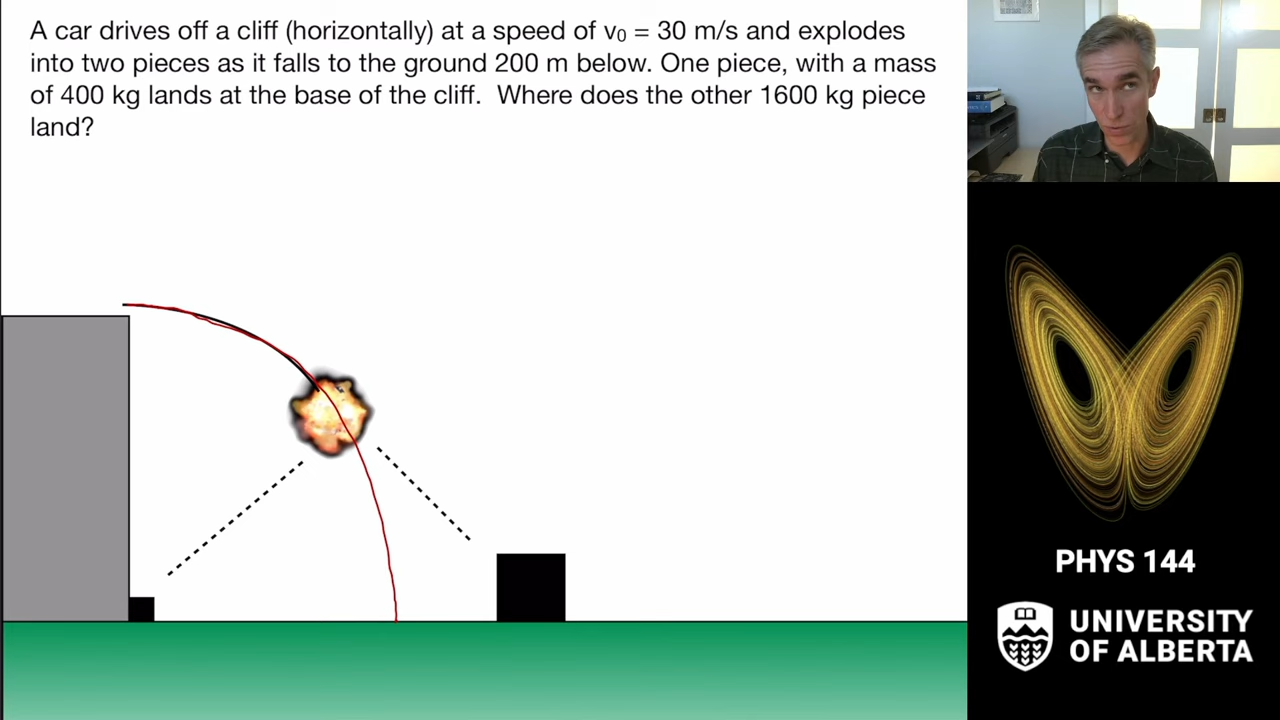 A car drives off a cliff (horizontally) at a speed of v₀ = 30 m/s and explodes
into two pieces as it falls to the ground 200 m below. One piece, with a mass
of 400 kg lands at the base of the cliff.  Where does the other 1600 kg piece
land?
PHYS 144
UNIVERSITY
OF ALBERTA